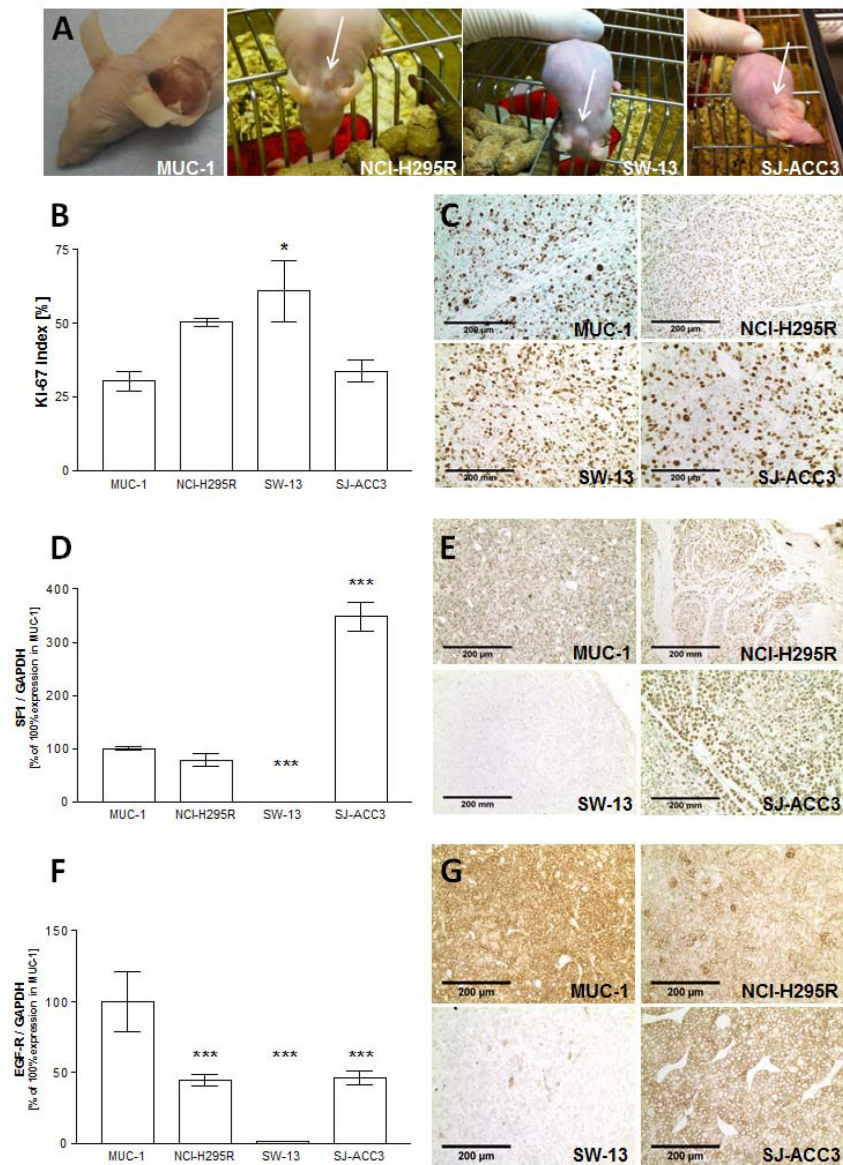 A
MUC-1
NCI-H295R
SW-13
SJ-ACC3
B
KI-67 Index [%]
75
50
25
0
*
MUC-1
NCI-H295R
SW-13
SJ-ACC3
C
200 µm
MUC-1
200 µm
NCI-H295R
200 mm
SW-13
200 µm
SJ-ACC3
D
SF1 / GAPDH
[% of 100% expression in MUC-1]
400
300
200
100
0
***
***
MUC-1
NCI-H295R
SW-13
SJ-ACC3
E
200 µm
MUC-1
200 mm
NCI-H295R
200 mm
SW-13
200 mm
SJ-ACC3
F
EGF-R / GAPDH
[% of 100% expression in MUC-1]
150
100
50
0
***
***
***
MUC-1
NCI-H295R
SW-13
SJ-ACC3
G
200 µm
MUC-1
200 µm
NCI-H295R
200 µm
SW-13
200 µm
SJ-ACC3